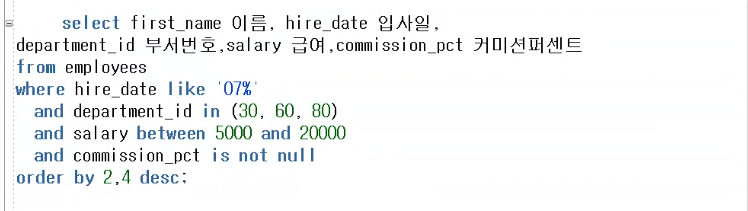 select first_name 이름, hire_date 입사일,
department_id 부서번호,salary 급여,commission_pct 커미션퍼센트
from employees
where hire_date like '07%'
and department_id in (30, 60, 80)
and salary between 5000 and 20000
and commission_pct is not null
order by 2,4 desc;